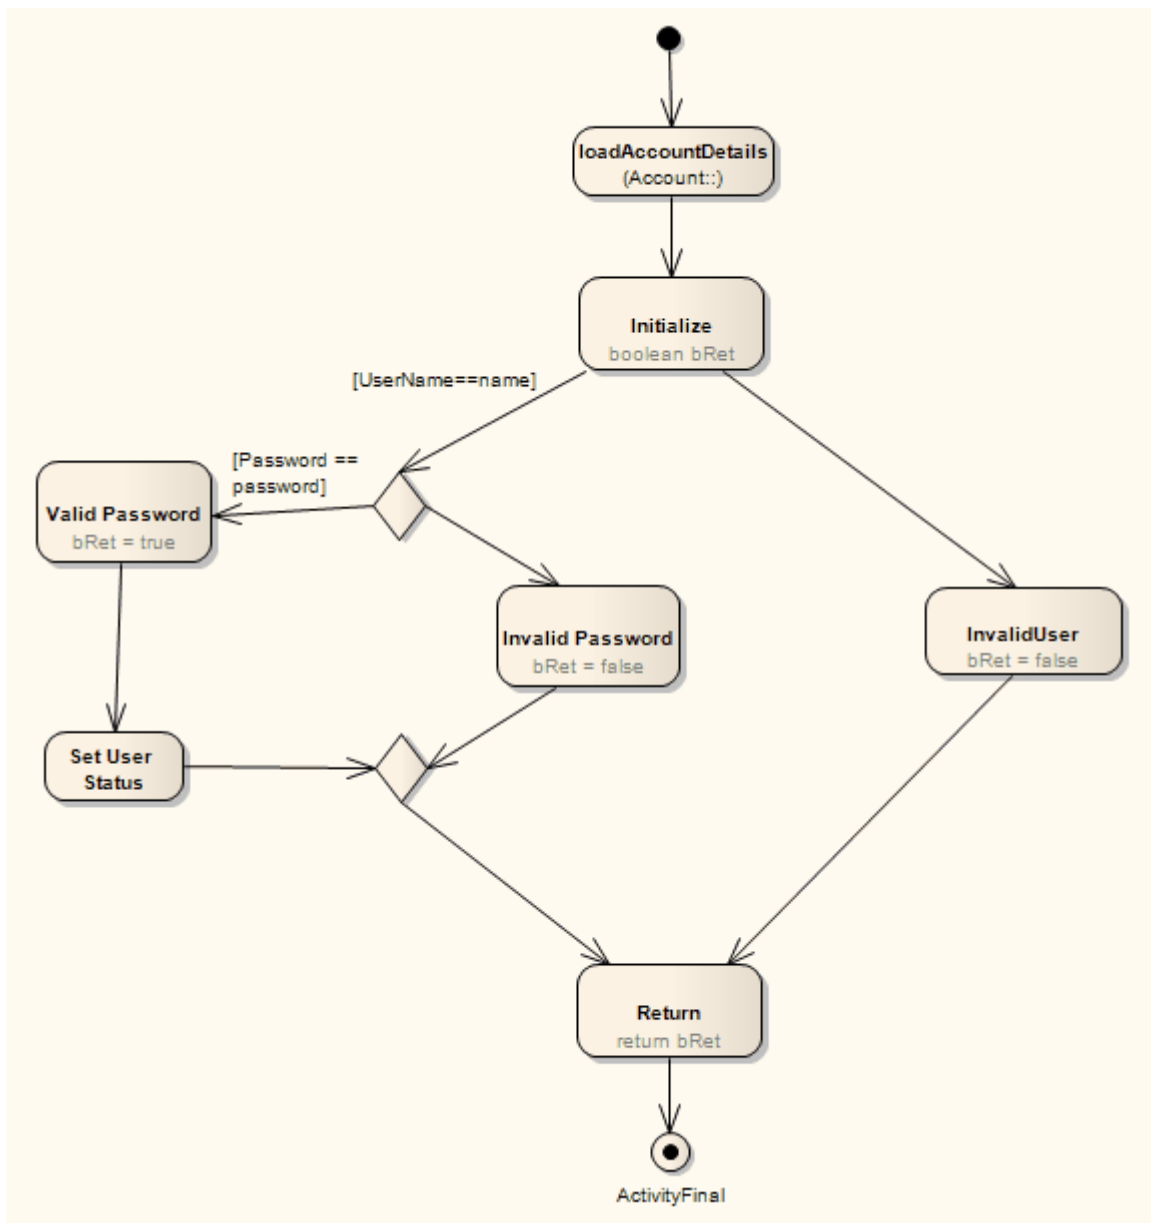 loadAccountDetails
(Account::)
Initialize
boolean bRet
[UserName==name]
[Password ==
password]
Valid Password
bRet = true
Invalid Password
bRet = false
InvalidUser
bRet = false
Set User
Status
Return
return bRet
ActivityFinal